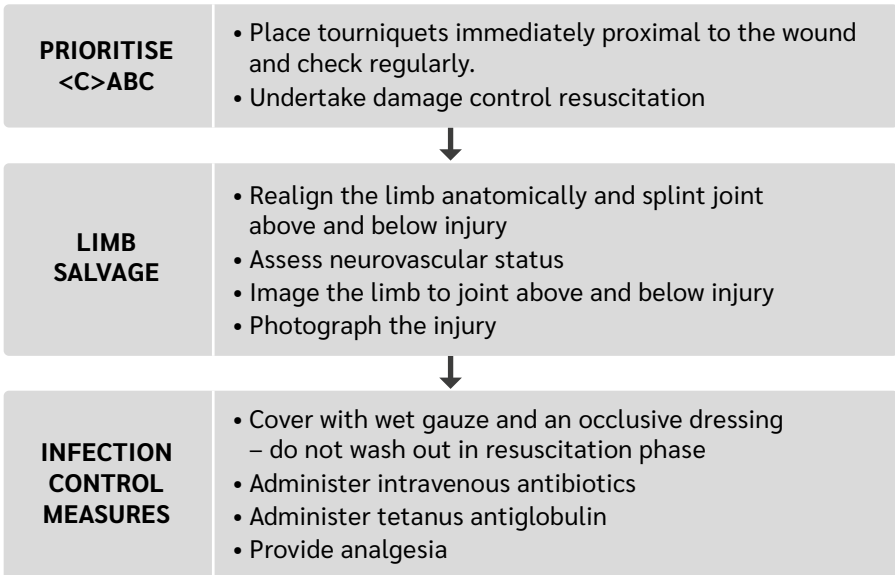 PRIORITISE
<C>ABC
• Place tourniquets immediately proximal to the wound
and check regularly.
• Undertake damage control resuscitation
LIMB
SALVAGE
• Realign the limb anatomically and splint joint
above and below injury
• Assess neurovascular status
• Image the limb to joint above and below injury
• Photograph the injury
INFECTION
CONTROL
MEASURES
• Cover with wet gauze and an occlusive dressing
– do not wash out in resuscitation phase
• Administer intravenous antibiotics
• Administer tetanus antiglobulin
• Provide analgesia